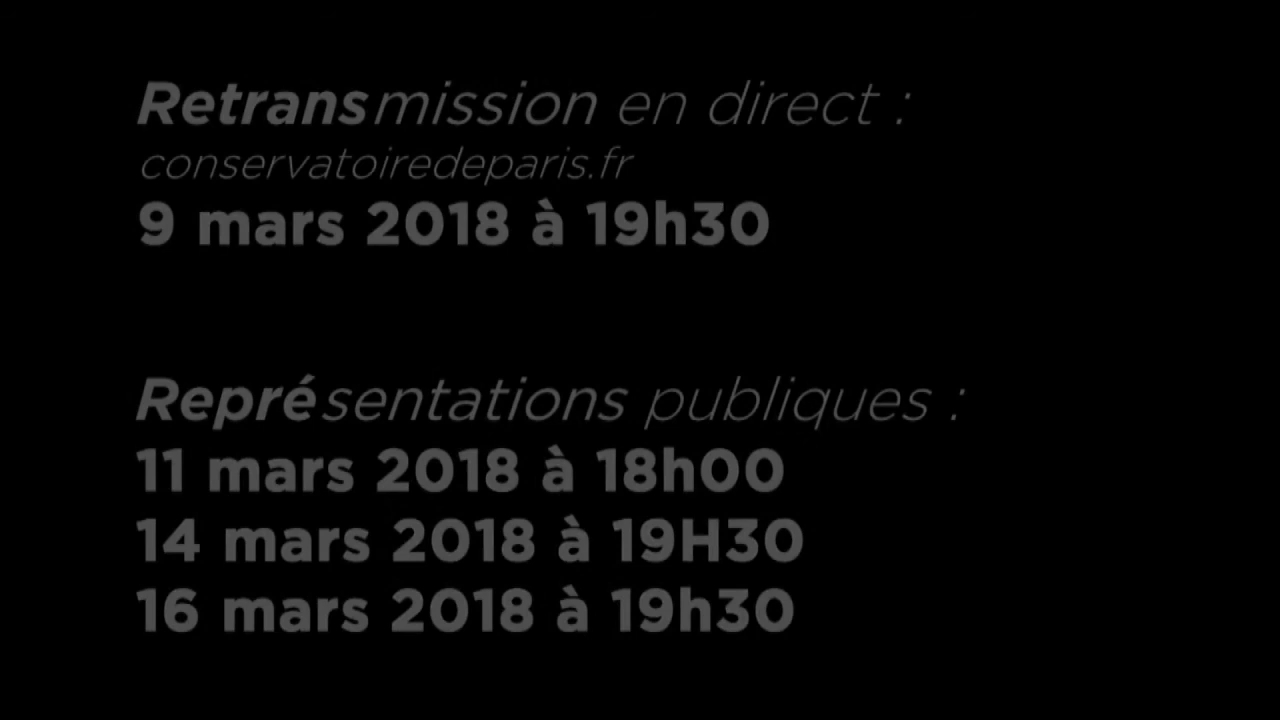 Retransmission en direct :
conservatoiredeparis.fr
9 mars 2018 à 19h30
Représentations publiques :
11 mars 2018 à 18h00
14 mars 2018 à 19H30
16 mars 2018 à 19h30